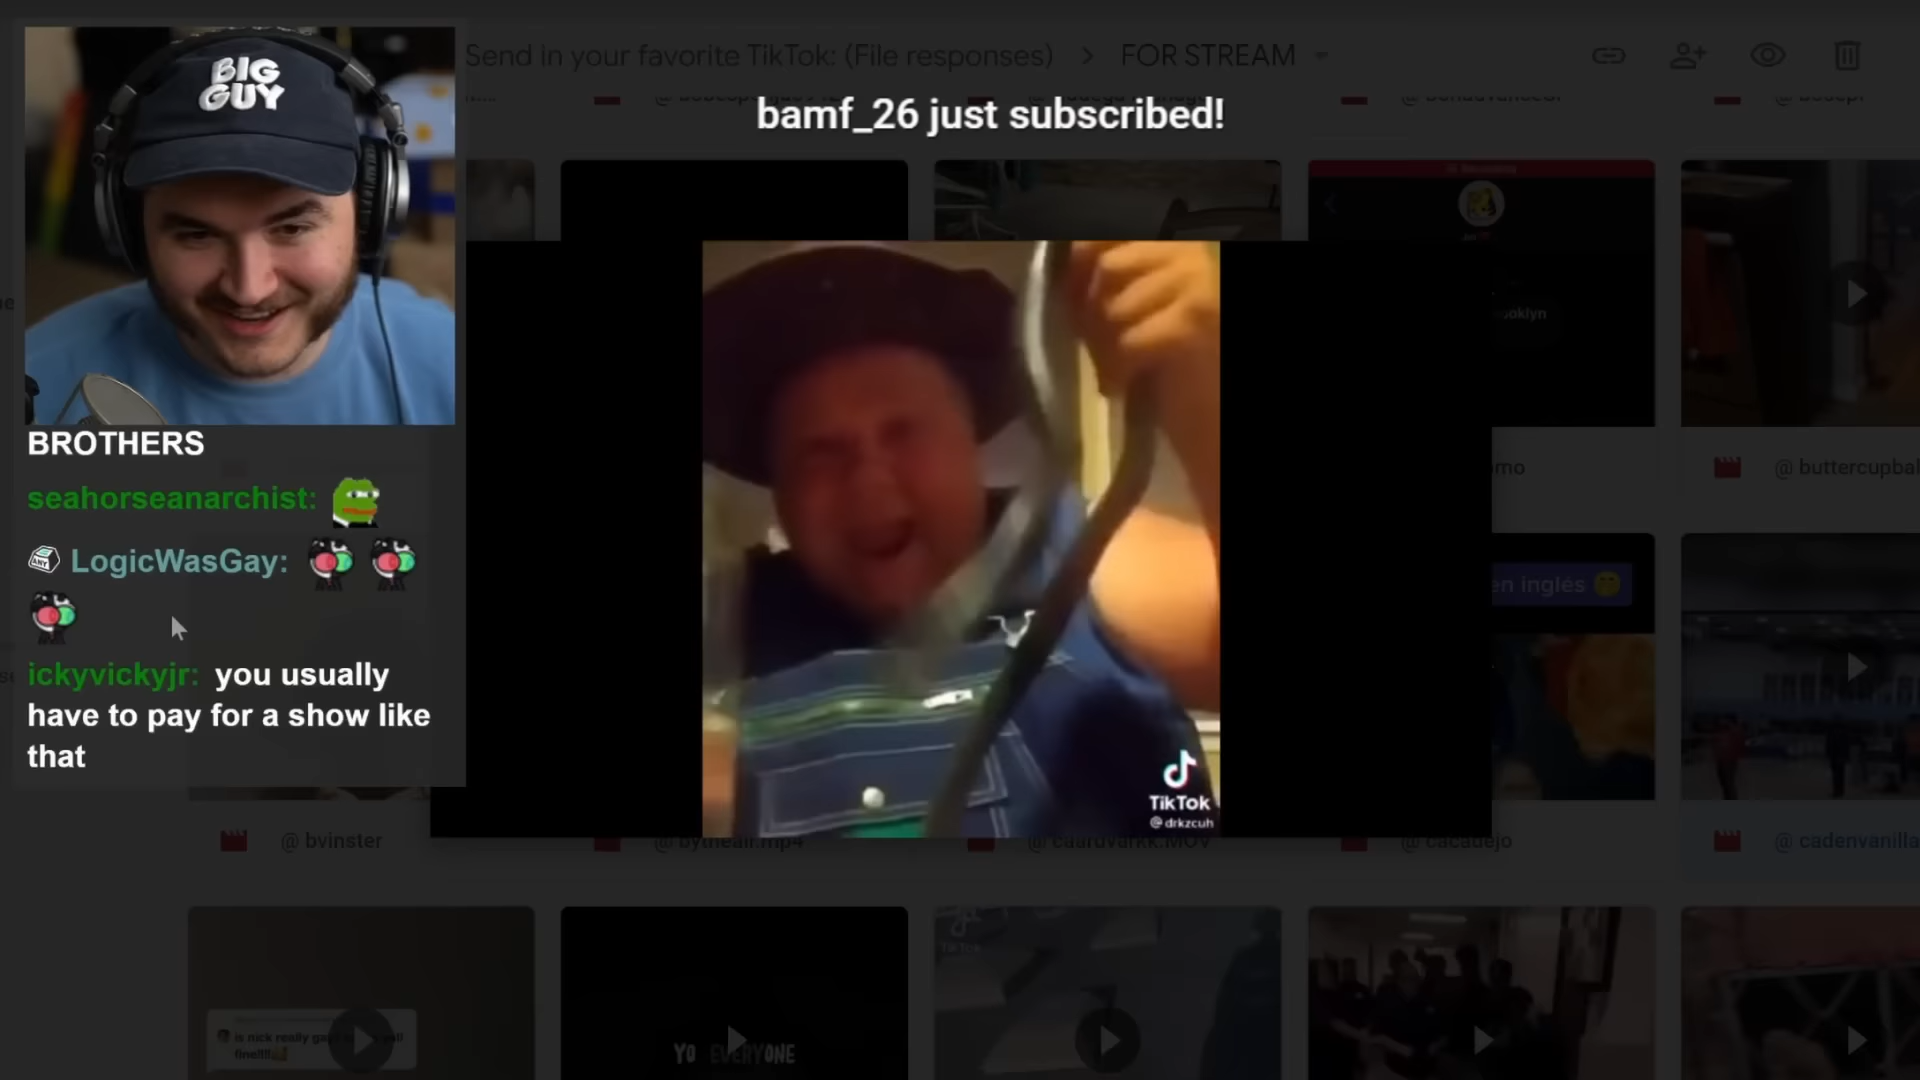 BIG
GUY
Send in your favorite TikTok: (File responses) > FOR STREAM
bamf_26 just subscribed!
BROTHERS
seahorseanarchist:
LogicWasGay:
ickyvickyjr: you usually
have to pay for a show like
that
TikTok
@drkzcuh
@ buttercupbal
en inglés
@ bvinster
@ bytheair.mp4
@ caardvarkk.MOV
@ cacadejo
@ cadenvanilla
is nick really
fine!!!!
YO EVERYONE